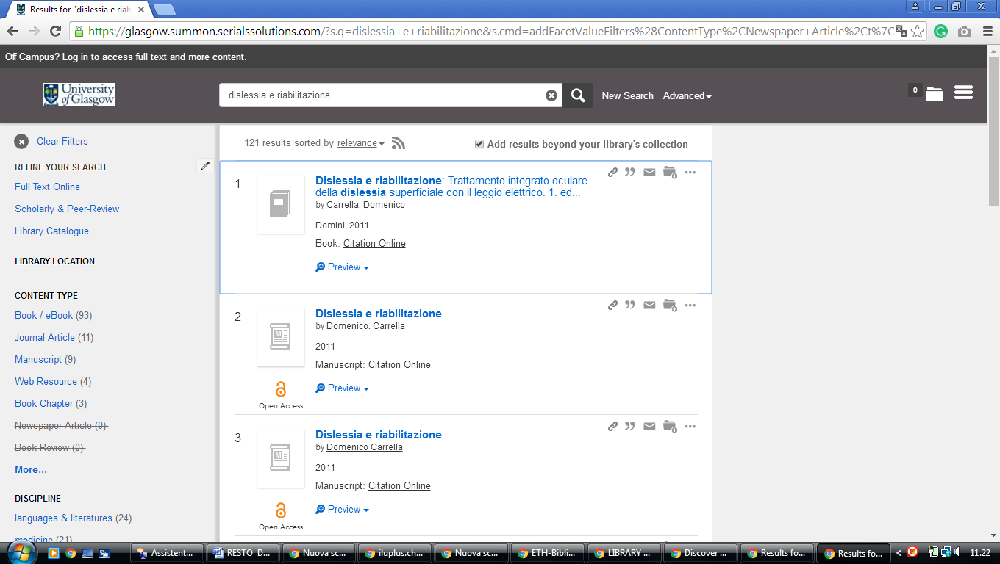 Results for "dislessia e riab
https://glasgow.summon.serialssolutions.com/?s.q=dislessia+e+riabilitazione&s.cmd=addFacetValueFilters%28ContentType%2CNewspaper+Article%2Ct%7C
Off Campus? Log in to access full text and more content.
University of Glasgow
dislessia e riabilitazione
New Search
Advanced
0
Clear Filters
REFINE YOUR SEARCH
Full Text Online
Scholarly & Peer-Review
Library Catalogue
LIBRARY LOCATION
CONTENT TYPE
Book / eBook (93)
Journal Article (11)
Manuscript (9)
Web Resource (4)
Book Chapter (3)
Newspaper Article (0)
Book Review (0)
More...
DISCIPLINE
languages & literatures (24)
medicine (21)
121 results sorted by relevance
Add results beyond your library's collection
1
Dislessia e riabilitazione: Trattamento integrato oculare
della dislessia superficiale con il leggio elettrico. 1. ed...
by Carrella, Domenico
Domini, 2011
Book: Citation Online
Preview
2
Dislessia e riabilitazione
by Domenico. Carrella
2011
Manuscript: Citation Online
Preview
Open Access
3
Dislessia e riabilitazione
by Domenico Carrella
2011
Manuscript: Citation Online
Preview
Open Access
Assistent...
RESTO D...
Nuova sc...
iluplus.ch...
Nuova sc...
ETH-Bibli...
LIBRARY ...
Discover ...
Results fo...
Results fo...
11.22